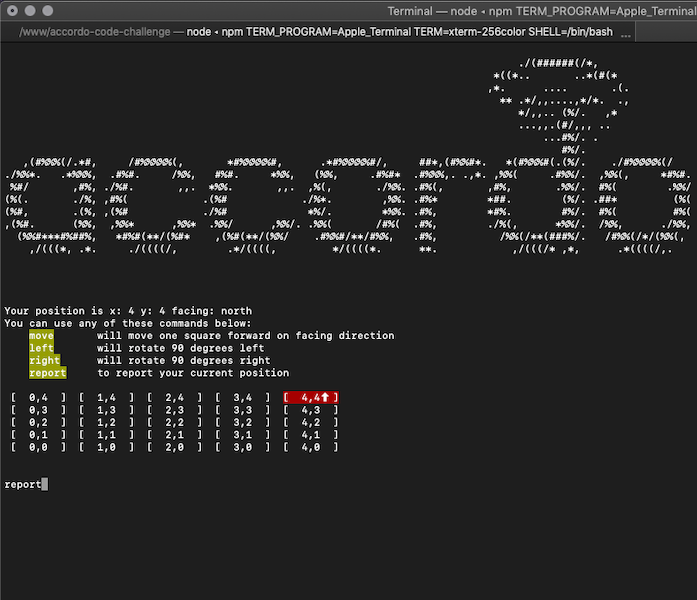 Terminal — node ◂ npm TERM_PROGRAM=Apple_Terminal
/www/accordo-code-challenge — node ◂ npm TERM_PROGRAM=Apple_Terminal TERM=xterm-256color SHELL=/bin/bash ...
accordo
Your position is x: 4 y: 4 facing: north
You can use any of these commands below:
move will move one square forward on facing direction
left will rotate 90 degrees left
right will rotate 90 degrees right
report to report your current position
[ 0,4 ] [ 1,4 ] [ 2,4 ] [ 3,4 ] [ 4,4⬆ ]
[ 0,3 ] [ 1,3 ] [ 2,3 ] [ 3,3 ] [ 4,3 ]
[ 0,2 ] [ 1,2 ] [ 2,2 ] [ 3,2 ] [ 4,2 ]
[ 0,1 ] [ 1,1 ] [ 2,1 ] [ 3,1 ] [ 4,1 ]
[ 0,0 ] [ 1,0 ] [ 2,0 ] [ 3,0 ] [ 4,0 ]
report